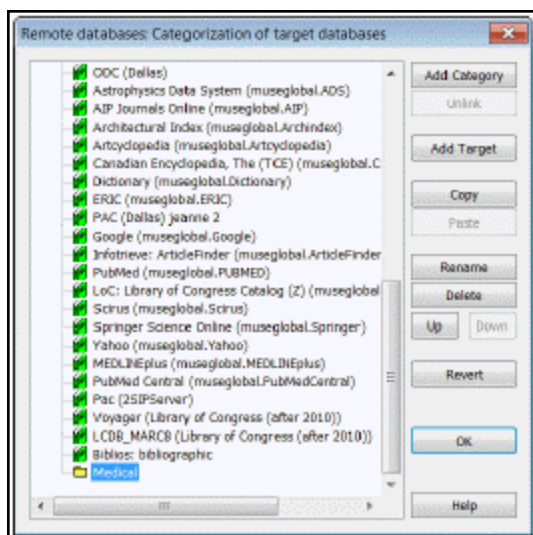 Remote databases: Categorization of target databases
ODC (Dallas)
Astrophysics Data System (museglobal.ADS)
AIP Journals Online (museglobal.AIP)
Architectural Index (museglobal.Archindex)
Artcyclopedia (museglobal.Artcyclopedia)
Canadian Encyclopedia, The (TCE) (museglobal.C
Dictionary (museglobal.Dictionary)
ERIC (museglobal.ERIC)
PAC (Dallas) jeanne 2
Google (museglobal.Google)
Infotrieve: ArticleFinder (museglobal.ArticleFinder
PubMed (museglobal.PUBMED)
LoC: Library of Congress Catalog (Z) (museglobal
Scirus (museglobal.Scirus)
Springer Science Online (museglobal.Springer)
Yahoo (museglobal.Yahoo)
MEDLINEplus (museglobal.MEDLINEplus)
PubMed Central (museglobal.PubMedCentral)
Pac (2SIPServer)
Voyager (Library of Congress (after 2010))
LCDB_MARC8 (Library of Congress (after 2010))
Biblios: bibliographic
Medical
Add Category
Unlink
Add Target
Copy
Paste
Rename
Delete
Up Down
Revert
OK
Help